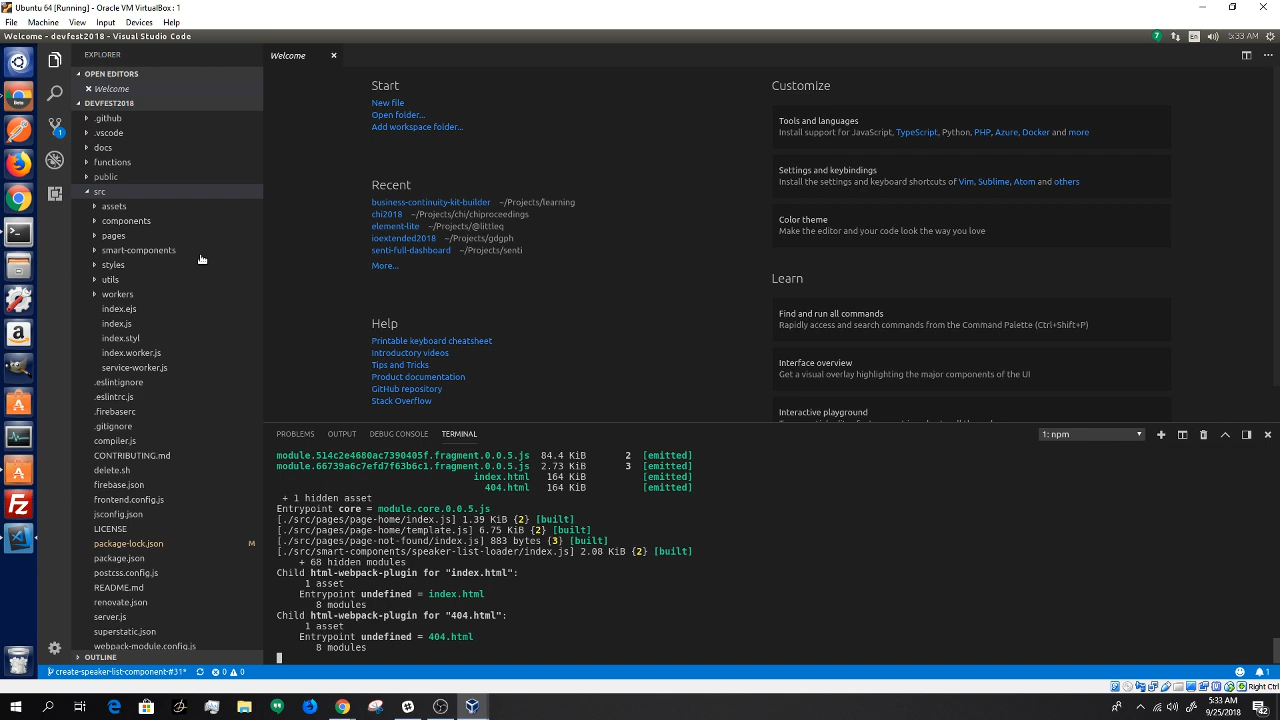 Ubuntu 64 [Running] - Oracle VM VirtualBox : 1
File Machine View Input Devices Help
devfest2018 - Visual Studio Code
7 En 5:33 AM
EXPLORER
OPEN EDITORS
Welcome
DEVFEST2018
.github
.vscode
docs
functions
public
src
assets
components
pages
smart-components
styles
utils
workers
index.ejs
index.js
index.styl
index.worker.js
service-worker.js
.eslintignore
.eslintrc.js
.firebaserc
.gitignore
compiler.js
CONTRIBUTING.md
delete.sh
firebase.json
frontend.config.js
jsconfig.json
LICENSE
package-lock.json M
package.json
postcss.config.js
README.md
renovate.json
server.js
superstatic.json
webpack-module.config.js
OUTLINE
1
Beta
Welcome
Start
New file
Open folder...
Add workspace folder...
Recent
business-continuity-kit-builder ~/Projects/learning
chi2018 ~/Projects/chi/chiproceedings
element-lite ~/Projects/@littleq
ioextended2018 ~/Projects/gdgph
senti-full-dashboard ~/Projects/senti
More...
Help
Printable keyboard cheatsheet
Introductory videos
Tips and Tricks
Product documentation
GitHub repository
Stack Overflow
Customize
Tools and languages
Install support for JavaScript, TypeScript, Python, PHP, Azure, Docker and more
Settings and keybindings
Install the settings and keyboard shortcuts of Vim, Sublime, Atom and others
Color theme
Make the editor and your code look the way you love
Learn
Find and run all commands
Rapidly access and search commands from the Command Palette (Ctrl+Shift+P)
Interface overview
Get a visual overlay highlighting the major components of the UI
Interactive playground
PROBLEMS OUTPUT DEBUG CONSOLE TERMINAL 1: npm
module.514c2e4680ac7390405f.fragment.0.0.5.js 84.4 KiB 2 [emitted]
module.66739a6c7efd7f63b6c1.fragment.0.0.5.js 2.73 KiB 3 [emitted]
index.html 164 KiB [emitted]
404.html 164 KiB [emitted]
+ 1 hidden asset
Entrypoint core = module.core.0.0.5.js
[./src/pages/page-home/index.js] 1.39 KiB {2} [built]
[./src/pages/page-home/template.js] 6.75 KiB {2} [built]
[./src/pages/page-not-found/index.js] 883 bytes {3} [built]
[./src/smart-components/speaker-list-loader/index.js] 2.08 KiB {2} [built]
+ 68 hidden modules
Child html-webpack-plugin for "index.html":
1 asset
Entrypoint undefined = index.html
8 modules
Child html-webpack-plugin for "404.html":
1 asset
Entrypoint undefined = 404.html
8 modules
create-speaker-list-component-#31* 0 0 1
Right Ctrl
5:33 AM
9/25/2018